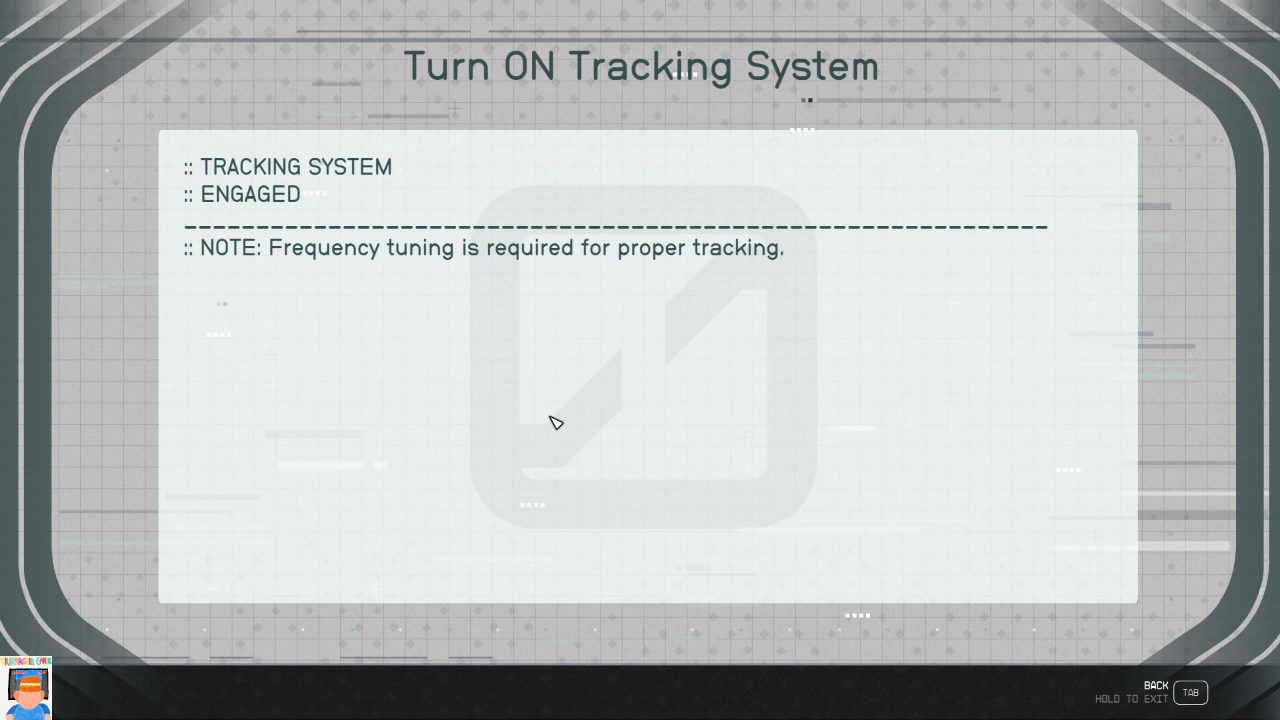 Turn ON Tracking System
:: TRACKING SYSTEM
:: ENGAGED
:: NOTE: Frequency tuning is required for proper tracking.
BACK
HOLD TO EXIT
TAB